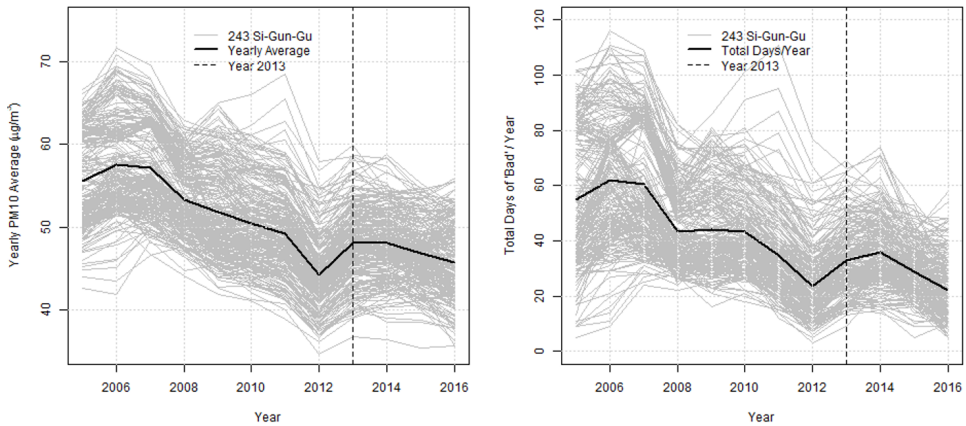 243 Si-Gun-Gu
Yearly Average
Year 2013
Yearly PM10 Average (μg/m³)
70
60
50
40
2006
2008
2010
2012
2014
2016
Year
243 Si-Gun-Gu
Total Days/Year
Year 2013
Total Days of 'Bad' / Year
120
100
80
60
40
20
0
2006
2008
2010
2012
2014
2016
Year